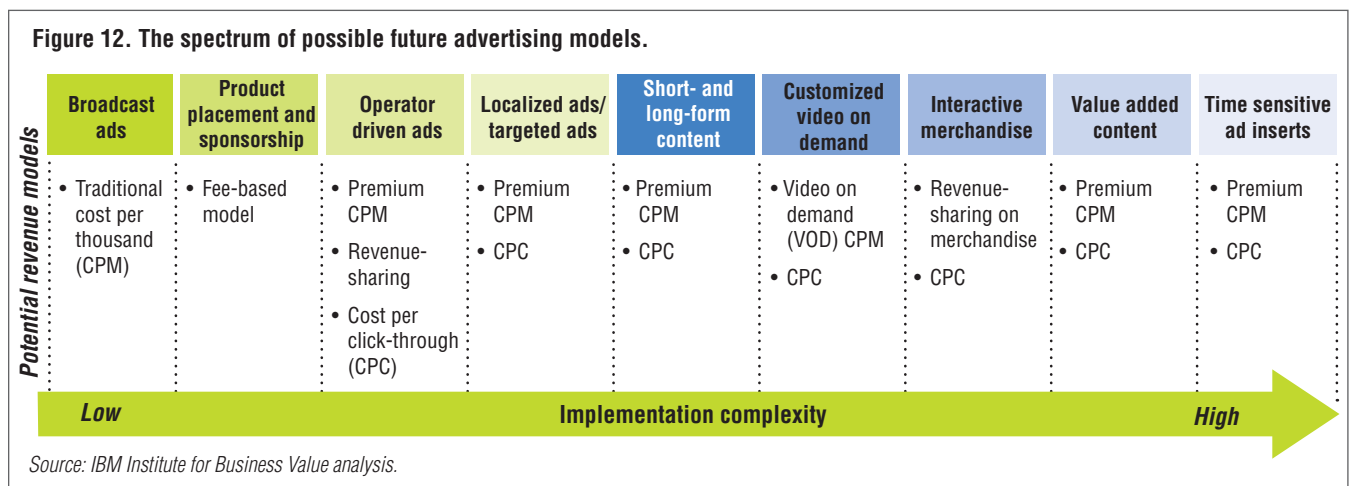 Figure 12. The spectrum of possible future advertising models.
Potential revenue models
Broadcast
ads
• Traditional
cost per
thousand
(CPM)
Product
placement and
sponsorship
• Fee-based
model
Operator
driven ads
• Premium
CPM
• Revenue-
sharing
• Cost per
click-through
(CPC)
Localized ads/
targeted ads
• Premium
CPM
• CPC
Short- and
long-form
content
• Premium
CPM
• CPC
Customized
video on
demand
• Video on
demand
(VOD) CPM
• CPC
Interactive
merchandise
• Revenue-
sharing on
merchandise
• CPC
Value added
content
• Premium
CPM
• CPC
Time sensitive
ad inserts
• Premium
CPM
• CPC
Low
Implementation complexity
High
Source: IBM Institute for Business Value analysis.